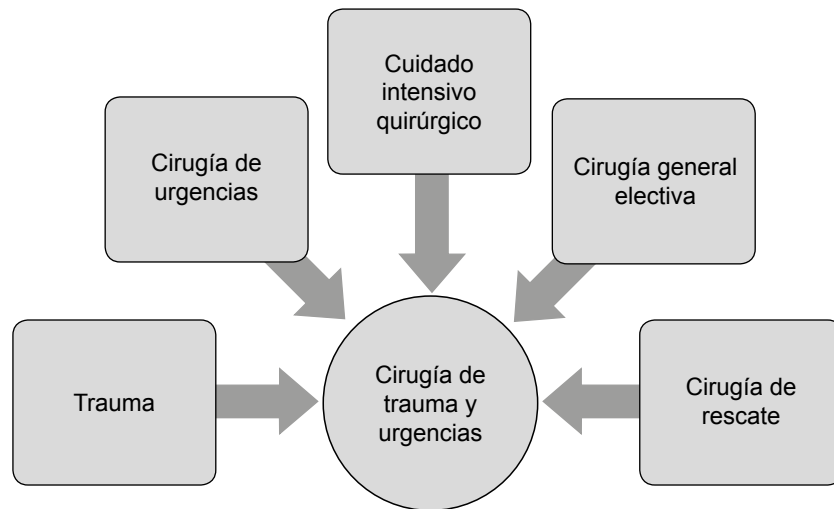 Cuidado
intensivo
quirúrgico
Cirugía de
urgencias
Cirugía general
electiva
Trauma
Cirugía de
trauma y
urgencias
Cirugía de
rescate